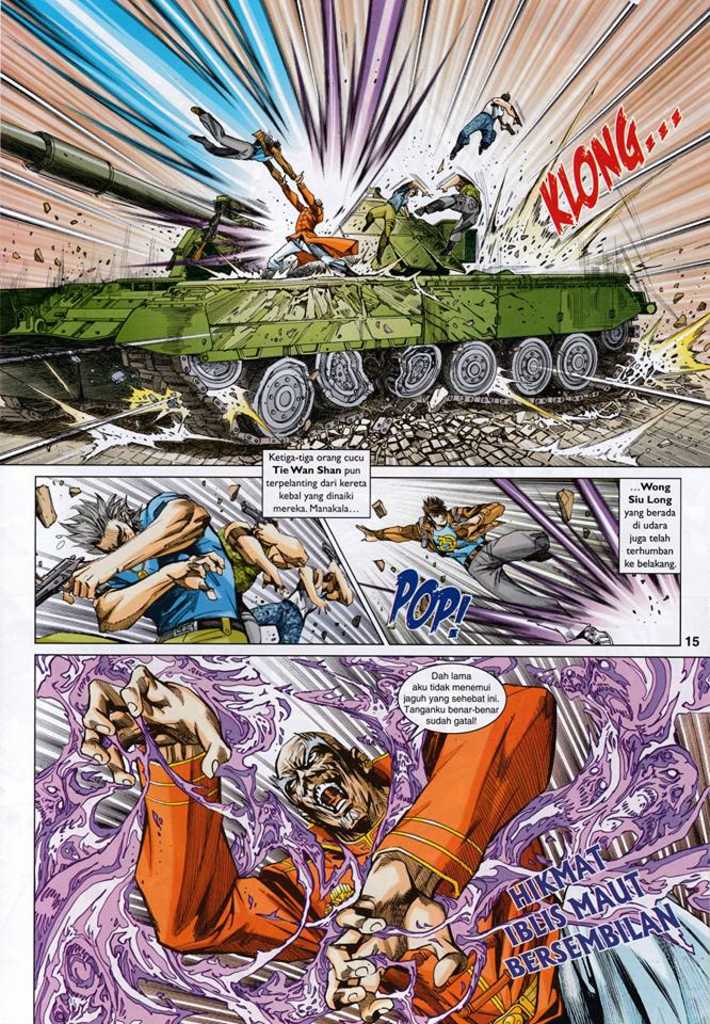 KLONG...
Ketiga-tiga orang cucu
Tie Wan Shan pun
terpelanting dari kereta
kebal yang dinaiki
mereka. Manakala...
...Wong
Siu Long
yang berada
di udara
telah
terhumban
ke belakang.
POP!
15
Dah lama
aku tidak menemui
jaguh yang sehebat ini.
Tanganku benar-benar
sudah gatal!
HIKMAT
IBLIS MAUT
BERSEMBILAN